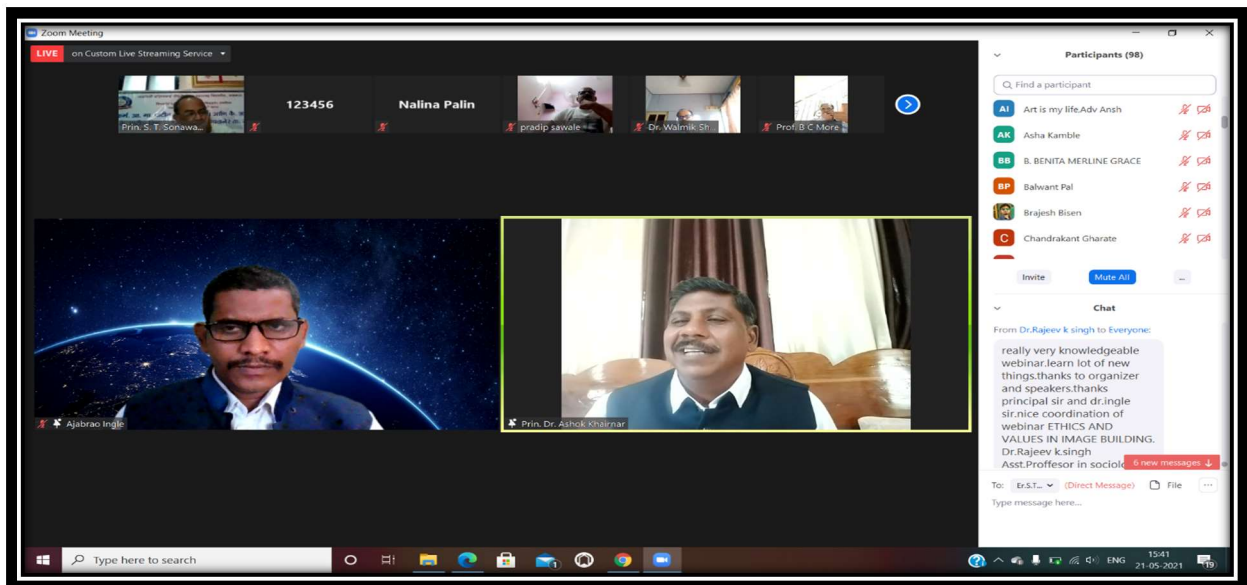 Zoom Meeting
LIVE on Custom Live Streaming Service
Prin. S. T. Sonawa...
123456
Nalina Palin
pradip sawale
Dr. Walmik Sh...
Prof. B C More
Ajabrao Ingle
Prin. Dr. Ashok Khairnar
Participants (98)
Find a participant
AI Art is my life.Adv Ansh
AK Asha Kamble
BB B. BENITA MERLINE GRACE
BP Balwant Pal
Brajesh Bisen
C Chandrakant Gharate
Invite Mute All ...
Chat
From Dr.Rajeev k singh to Everyone:
really very knowledgeable
webinar.learn lot of new
things.thanks to organizer
and speakers.thanks
principal sir and dr.ingle
sir.nice coordination of
webinar ETHICS AND
VALUES IN IMAGE BUILDING.
Dr.Rajeev k.singh
Asst.Proffesor in sociolo
6 new messages
To: Er.S.T... (Direct Message) File ...
Type message here...
Type here to search
1
ENG
15:41
21-05-2021
19